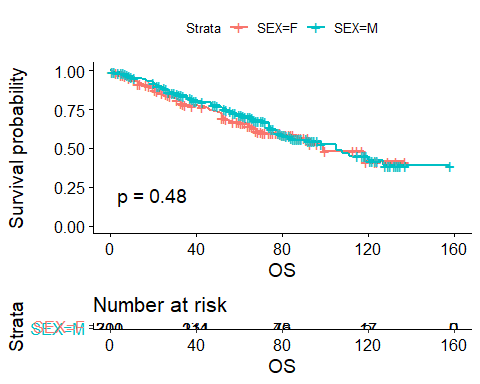 Strata SEX=F SEX=M
Survival probability
1.00
0.75
0.50
0.25
0.00
p = 0.48
0 40 80 120 160
OS
Number at risk
Strata
SEX=M
0 40 80 120 160
OS